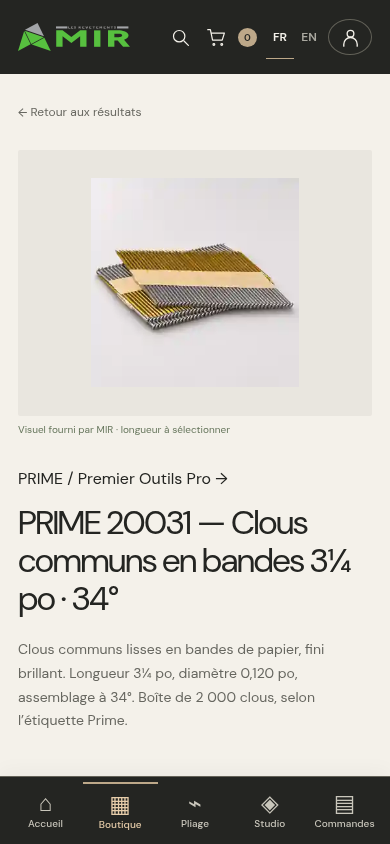 LES REVÊTEMENTS
MIR
0
FR
EN
← Retour aux résultats
Visuel fourni par MIR · longueur à sélectionner
PRIME / Premier Outils Pro →
PRIME 20031 — Clous
communs en bandes 3¼
po · 34°
Clous communs lisses en bandes de papier, fini
brillant. Longueur 3¼ po, diamètre 0,120 po,
assemblage à 34°. Boîte de 2 000 clous, selon
l’étiquette Prime.
Accueil
Boutique
Pliage
Studio
Commandes